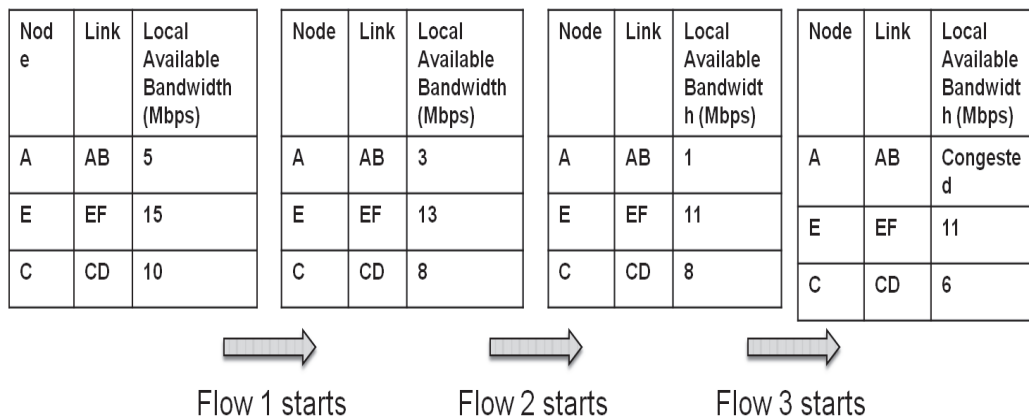 Nod
e
Link
Local
Available
Bandwidth
(Mbps)
A
AB
5
E
EF
15
C
CD
10
Node
Link
Local
Available
Bandwidth
(Mbps)
A
AB
3
E
EF
13
C
CD
8
Node
Link
Local
Available
Bandwidt
h (Mbps)
A
AB
1
E
EF
11
C
CD
8
Node
Link
Local
Available
Bandwidt
h (Mbps)
A
AB
Congeste
d
E
EF
11
C
CD
6
Flow 1 starts
Flow 2 starts
Flow 3 starts